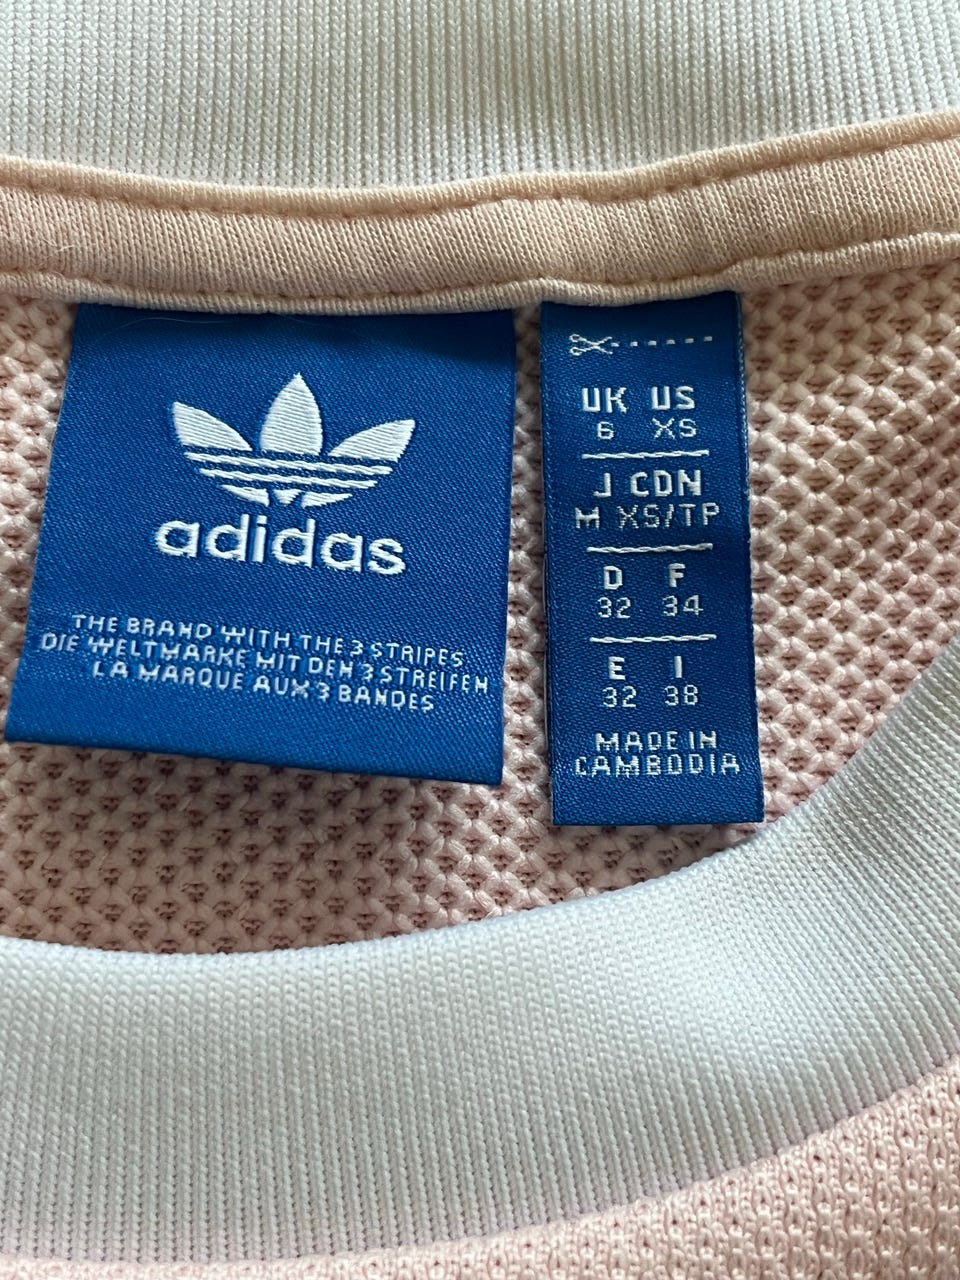 adidas
THE BRAND WITH THE 3 STRIPES
DIE WELTMARKE MIT DEN 3 STREIFEN
LA MARQUE AUX 3 BANDES
UK US
6 XS
J CDN
M XS/TP
D F
32 34
E I
32 38
MADE IN
CAMBODIA